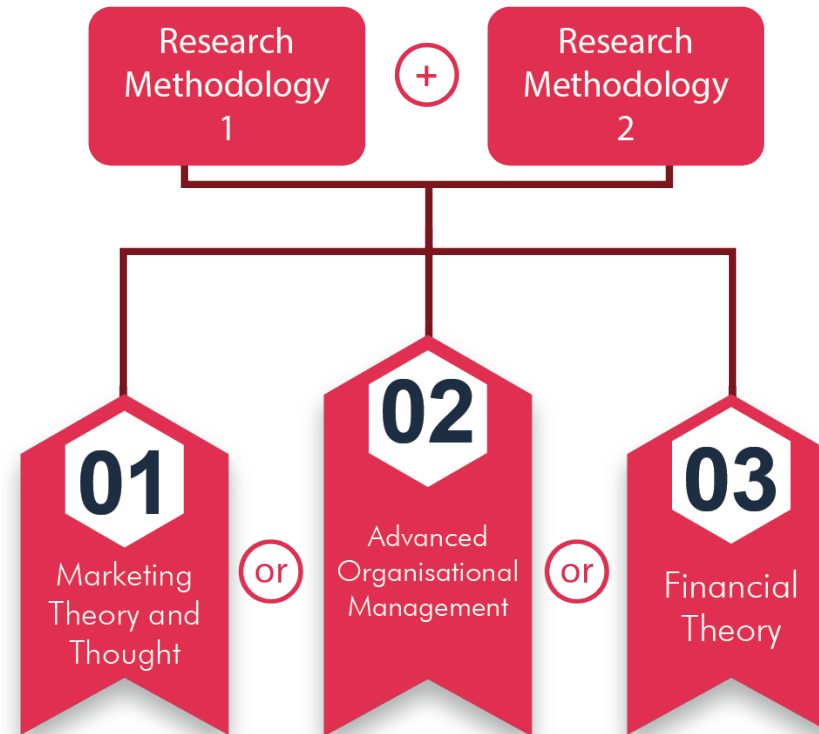 Research
Methodology
1
+
Research
Methodology
2
01
Marketing
Theory and
Thought
or
02
Advanced
Organisational
Management
or
03
Financial
Theory